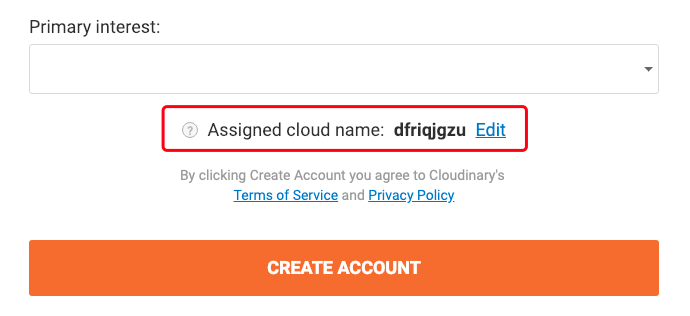 Primary interest:
? Assigned cloud name: dfriqjgzu Edit
By clicking Create Account you agree to Cloudinary's
Terms of Service and Privacy Policy
CREATE ACCOUNT